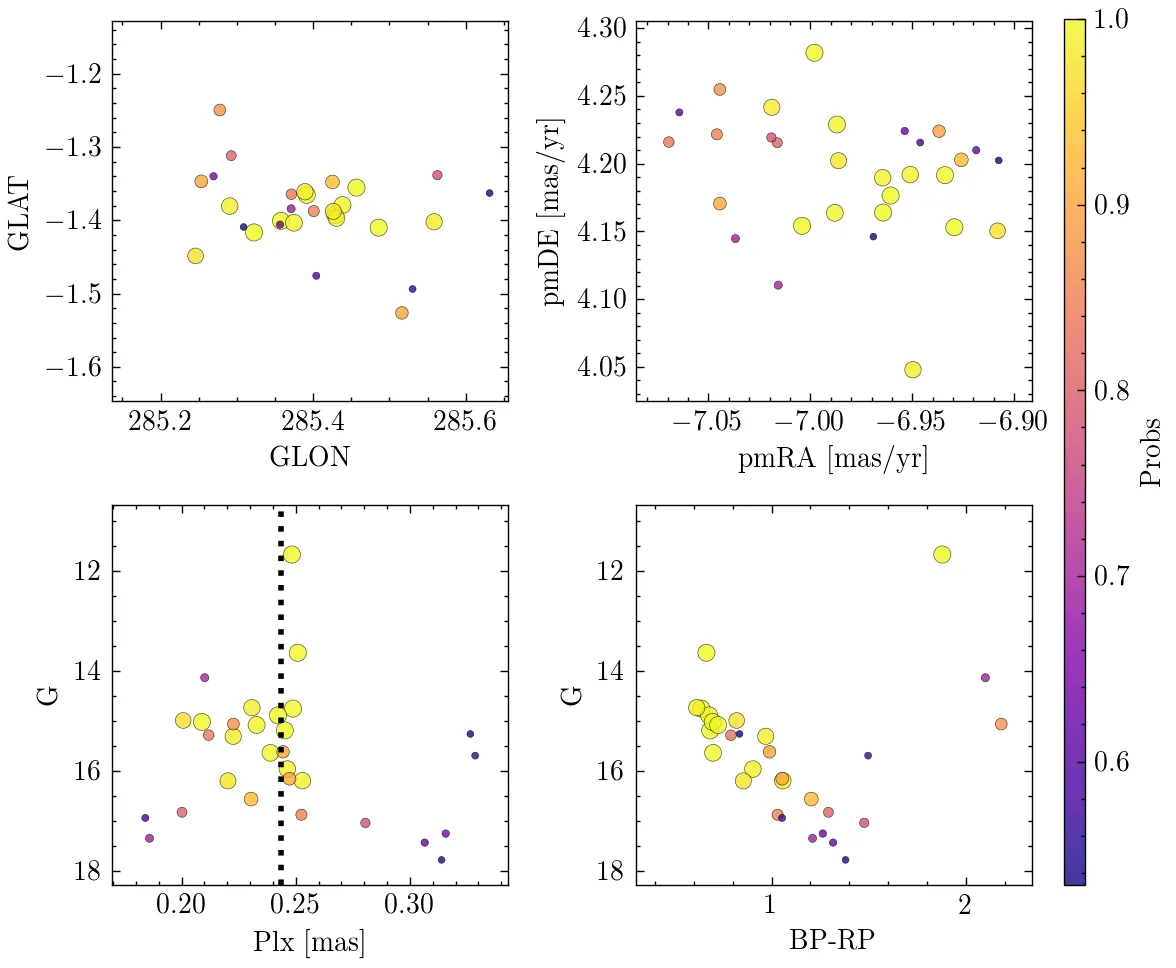 −1.2
−1.3
−1.4
−1.5
−1.6
GLAT
285.2 285.4 285.6
GLON
4.30
4.25
4.20
4.15
4.10
4.05
pmDE [mas/yr]
−7.05 −7.00 −6.95 −6.90
pmRA [mas/yr]
12
14
16
18
G
0.20 0.25 0.30
Plx [mas]
12
14
16
18
G
1 2
BP-RP
1.0
0.9
0.8
0.7
0.6
Probs